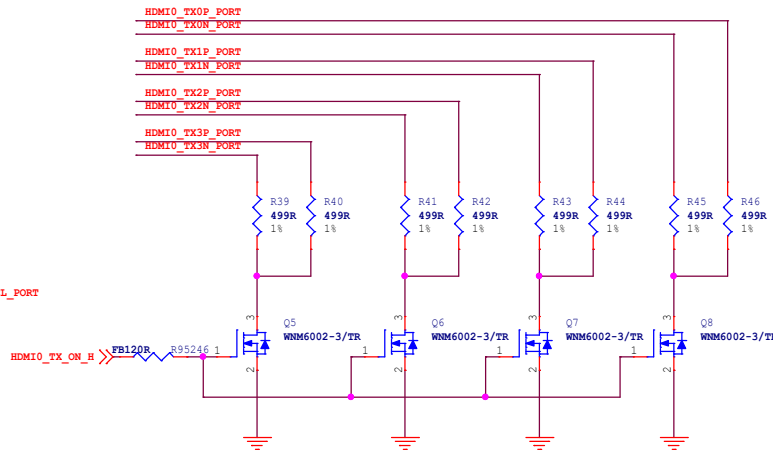 HDMI0_TX0P_PORT
HDMI0_TX0N_PORT
HDMI0_TX1P_PORT
HDMI0_TX1N_PORT
HDMI0_TX2P_PORT
HDMI0_TX2N_PORT
HDMI0_TX3P_PORT
HDMI0_TX3N_PORT
R39 R40 R41 R42 R43 R44 R45 R46
499R 499R 499R 499R 499R 499R 499R 499R
1% 1% 1% 1% 1% 1% 1% 1%
L_PORT
3 3 3 3
Q5 Q6 Q7 Q8
WNM6002-3/TR WNM6002-3/TR WNM6002-3/TR WNM6002-3/TR
HDMI0_TX_ON_H FB120R R95246 1 1 1 1
2 2 2 2